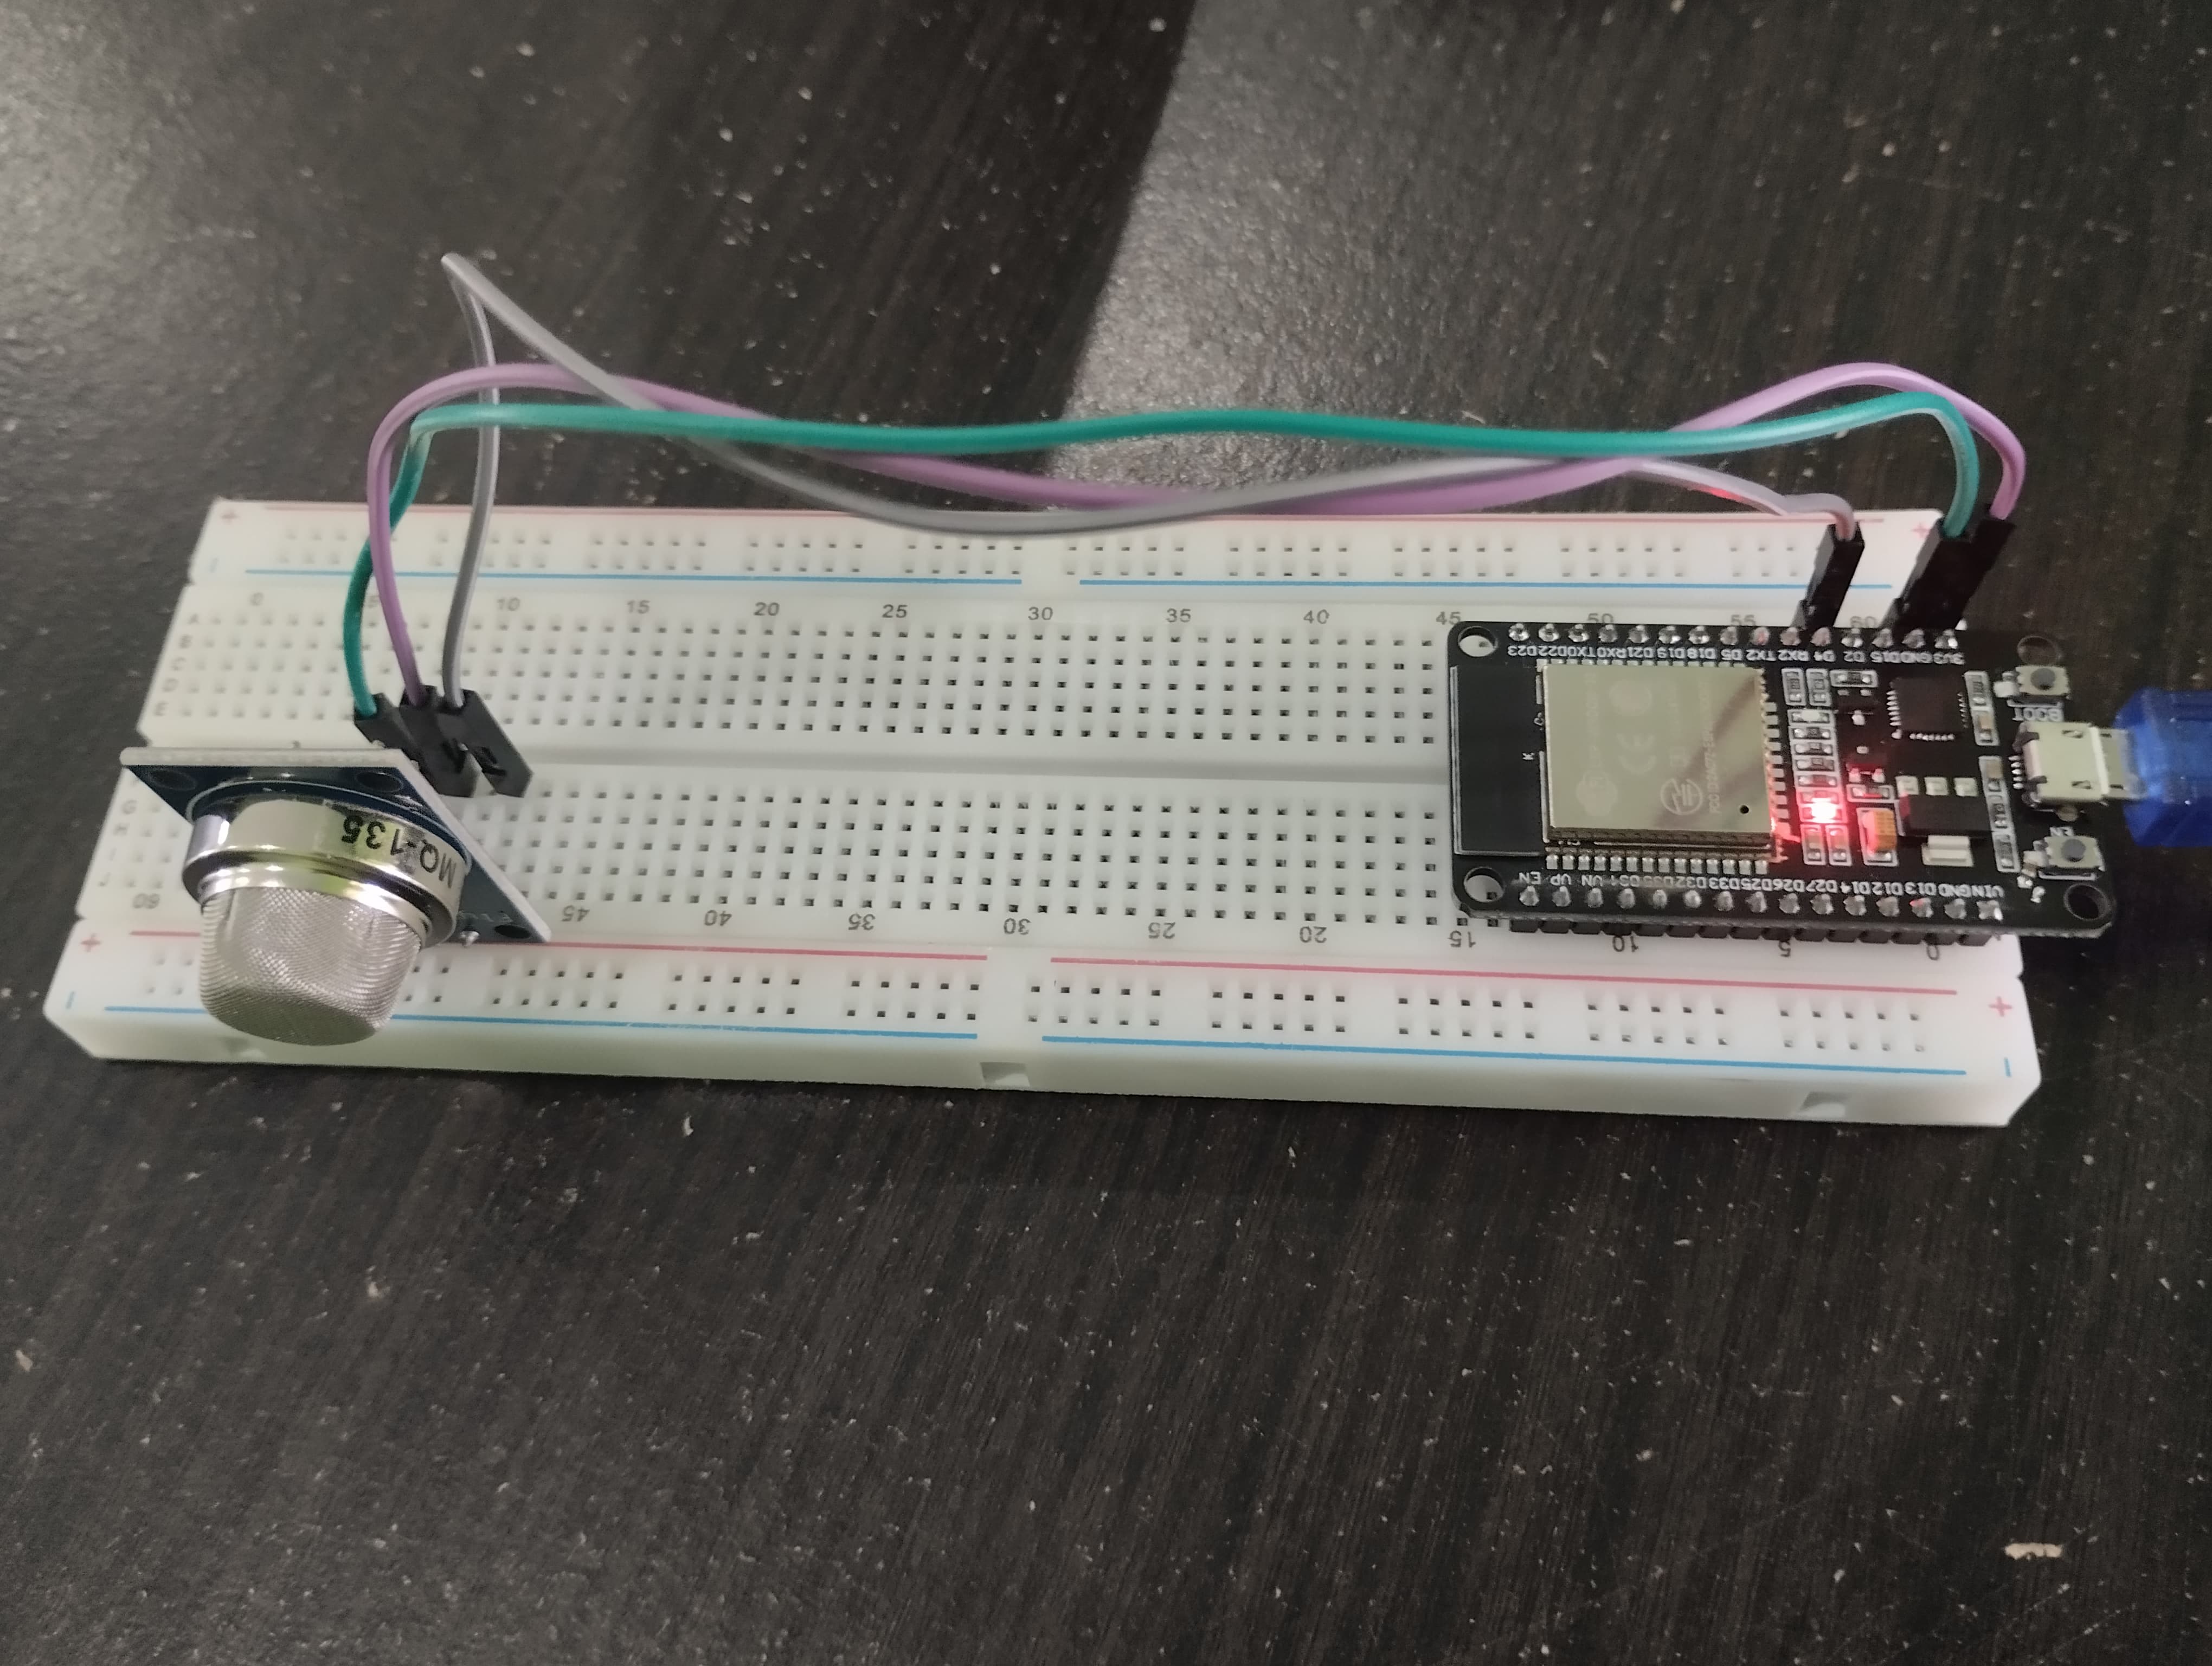 + +
0 5 10 15 20 25 30 35 40 45 50 55 60
A
B
C
D
E
D23 D22 TX0 RX0 D21 D19 D18 D5 TX2 RX2 D4 D2 D15 GND 3V3
BOOT
CE
MQ-135
EN VP VN D34 D35 D32 D33 D25 D26 D27 D14 D12 D13 GND VIN
EN
G
H
J
60 45 40 35 30 25 20 15 10 5 0
+ +